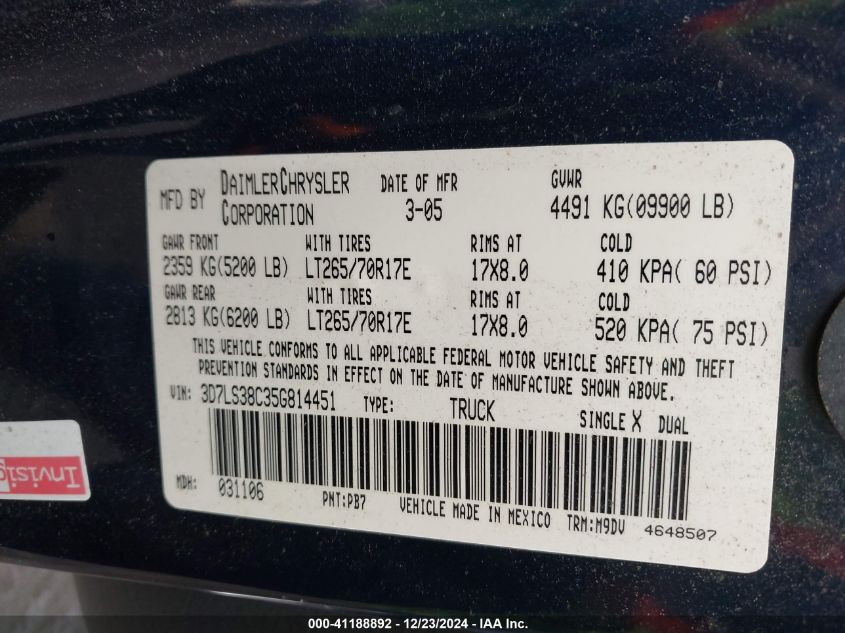 MFD BY DAIMLERCHRYSLER CORPORATION DATE OF MFR 3-05 GVWR 4491 KG(09900 LB)
GAWR FRONT WITH TIRES RIMS AT COLD
2359 KG(5200 LB) LT265/70R17E 17X8.0 410 KPA( 60 PSI)
GAWR REAR WITH TIRES RIMS AT COLD
2813 KG(6200 LB) LT265/70R17E 17X8.0 520 KPA( 75 PSI)
THIS VEHICLE CONFORMS TO ALL APPLICABLE FEDERAL MOTOR VEHICLE SAFETY AND THEFT
PREVENTION STANDARDS IN EFFECT ON THE DATE OF MANUFACTURE SHOWN ABOVE.
VIN: 3D7LS38C35G814451 TYPE: TRUCK SINGLE X DUAL
MDH: 031106 PNT:PB7 VEHICLE MADE IN MEXICO TRM:M9DV 4648507
Invisig
000-41188892 - 12/23/2024 - IAA Inc.